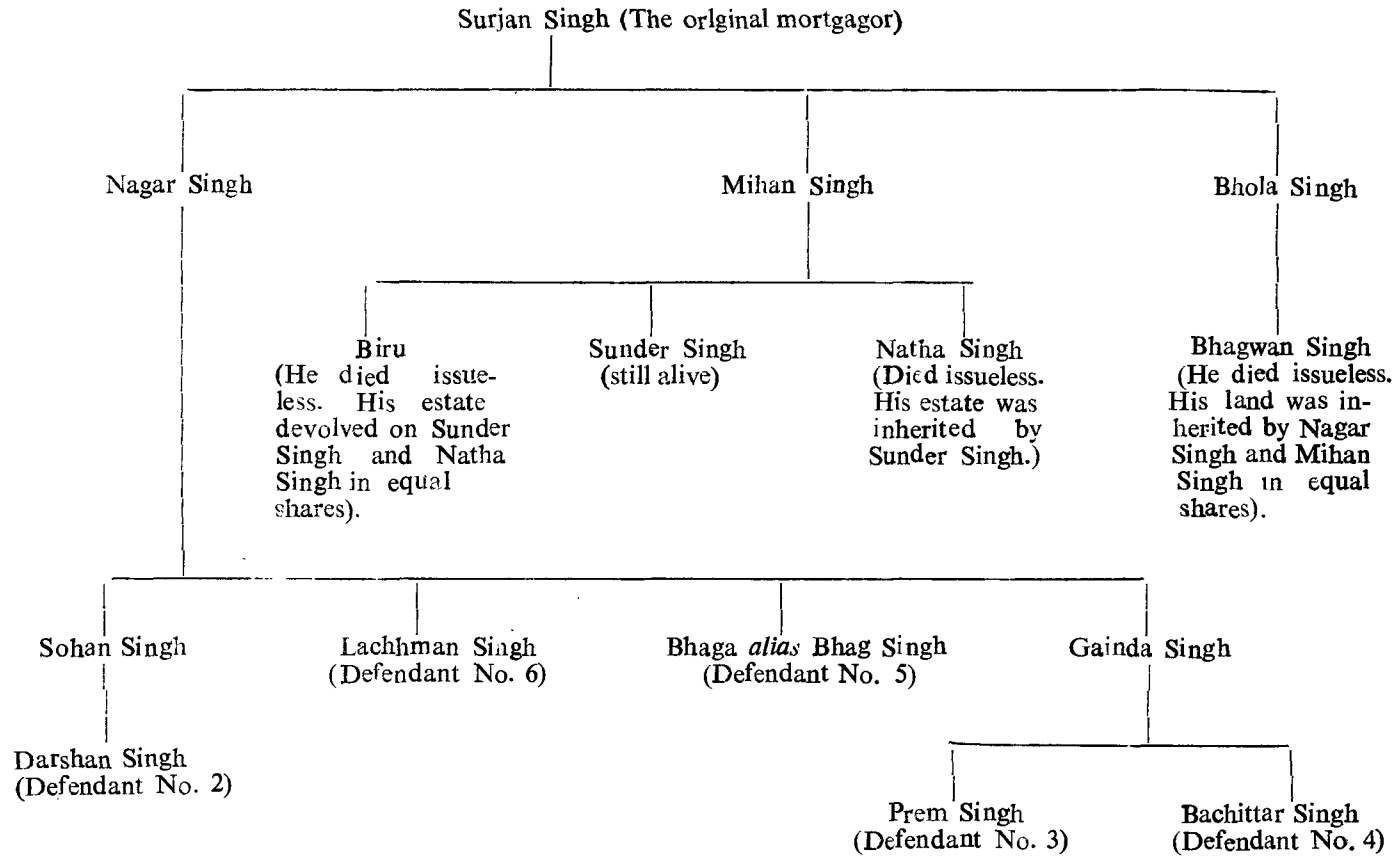 Surjan Singh (The orlginal mortgagor)
Nagar Singh
Mihan Singh
Bhola Singh
Biru
(He died issue-
less. His estate
devolved on Sunder
Singh and Natha
Singh in equal
shares).
Sunder Singh
(still alive)
Natha Singh
(Died issueless.
His estate was
inherited by
Sunder Singh.)
Bhagwan Singh
(He died issueless.
His land was in-
herited by Nagar
Singh and Mihan
Singh in equal
shares).
Sohan Singh
Lachhman Singh
(Defendant No. 6)
Bhaga alias Bhag Singh
(Defendant No. 5)
Gainda Singh
Darshan Singh
(Defendant No. 2)
Prem Singh
(Defendant No. 3)
Bachittar Singh
(Defendant No. 4)